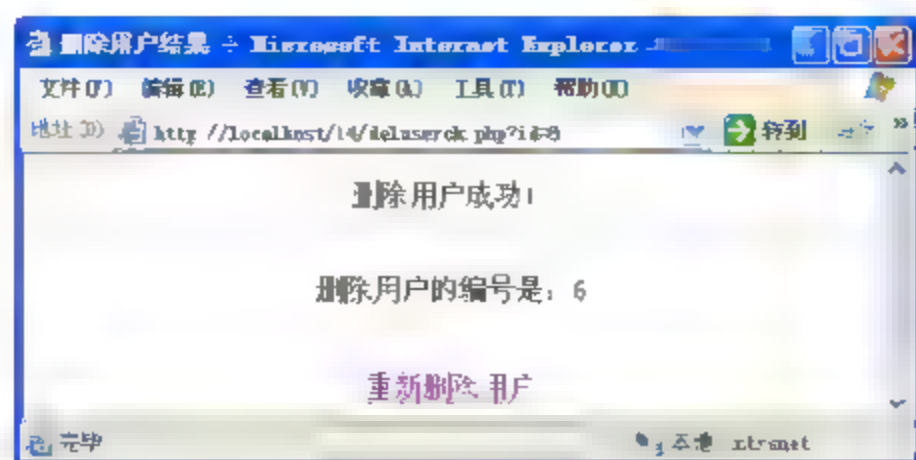 删除用户结果 - Microsoft Internet Explorer
文件(F) 编辑(E) 查看(V) 收藏(A) 工具(T) 帮助(H)
地址(D) http://localhost/14/deluserok.php?id= 转到 »
删除用户成功!
删除用户的编号是: 6
重新删除用户
完毕 本地 Intranet